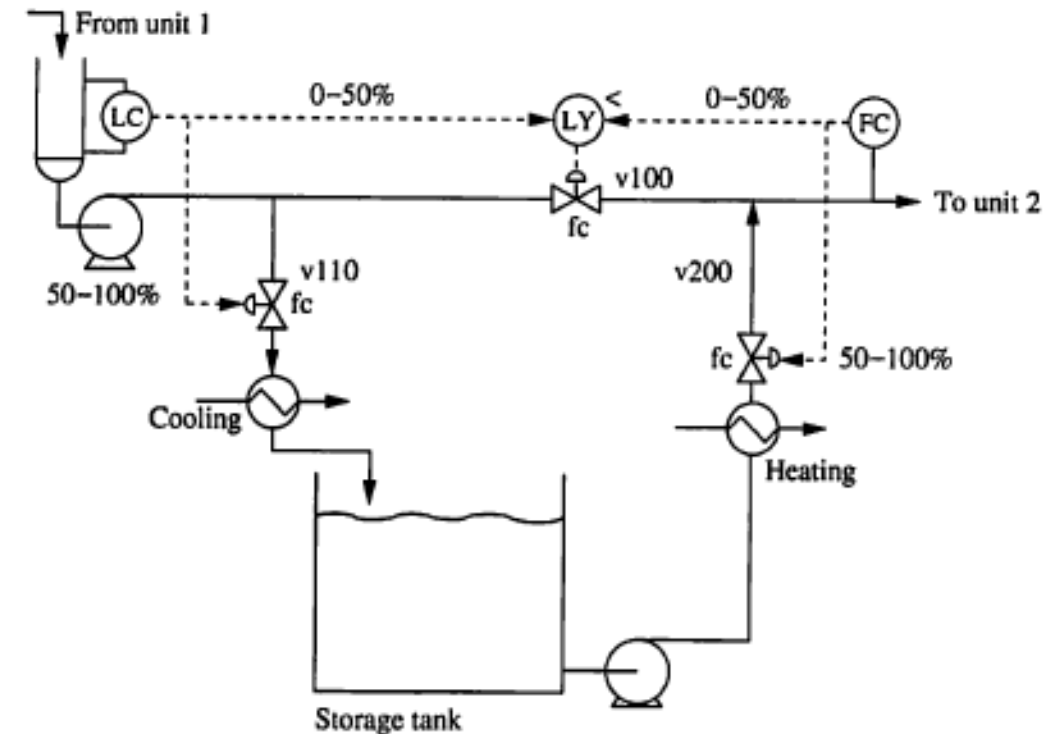 From unit 1
LC
0-50%
LY
<
0-50%
FC
v100
fc
To unit 2
v110
fc
50-100%
v200
fc
50-100%
Cooling
Heating
Storage tank